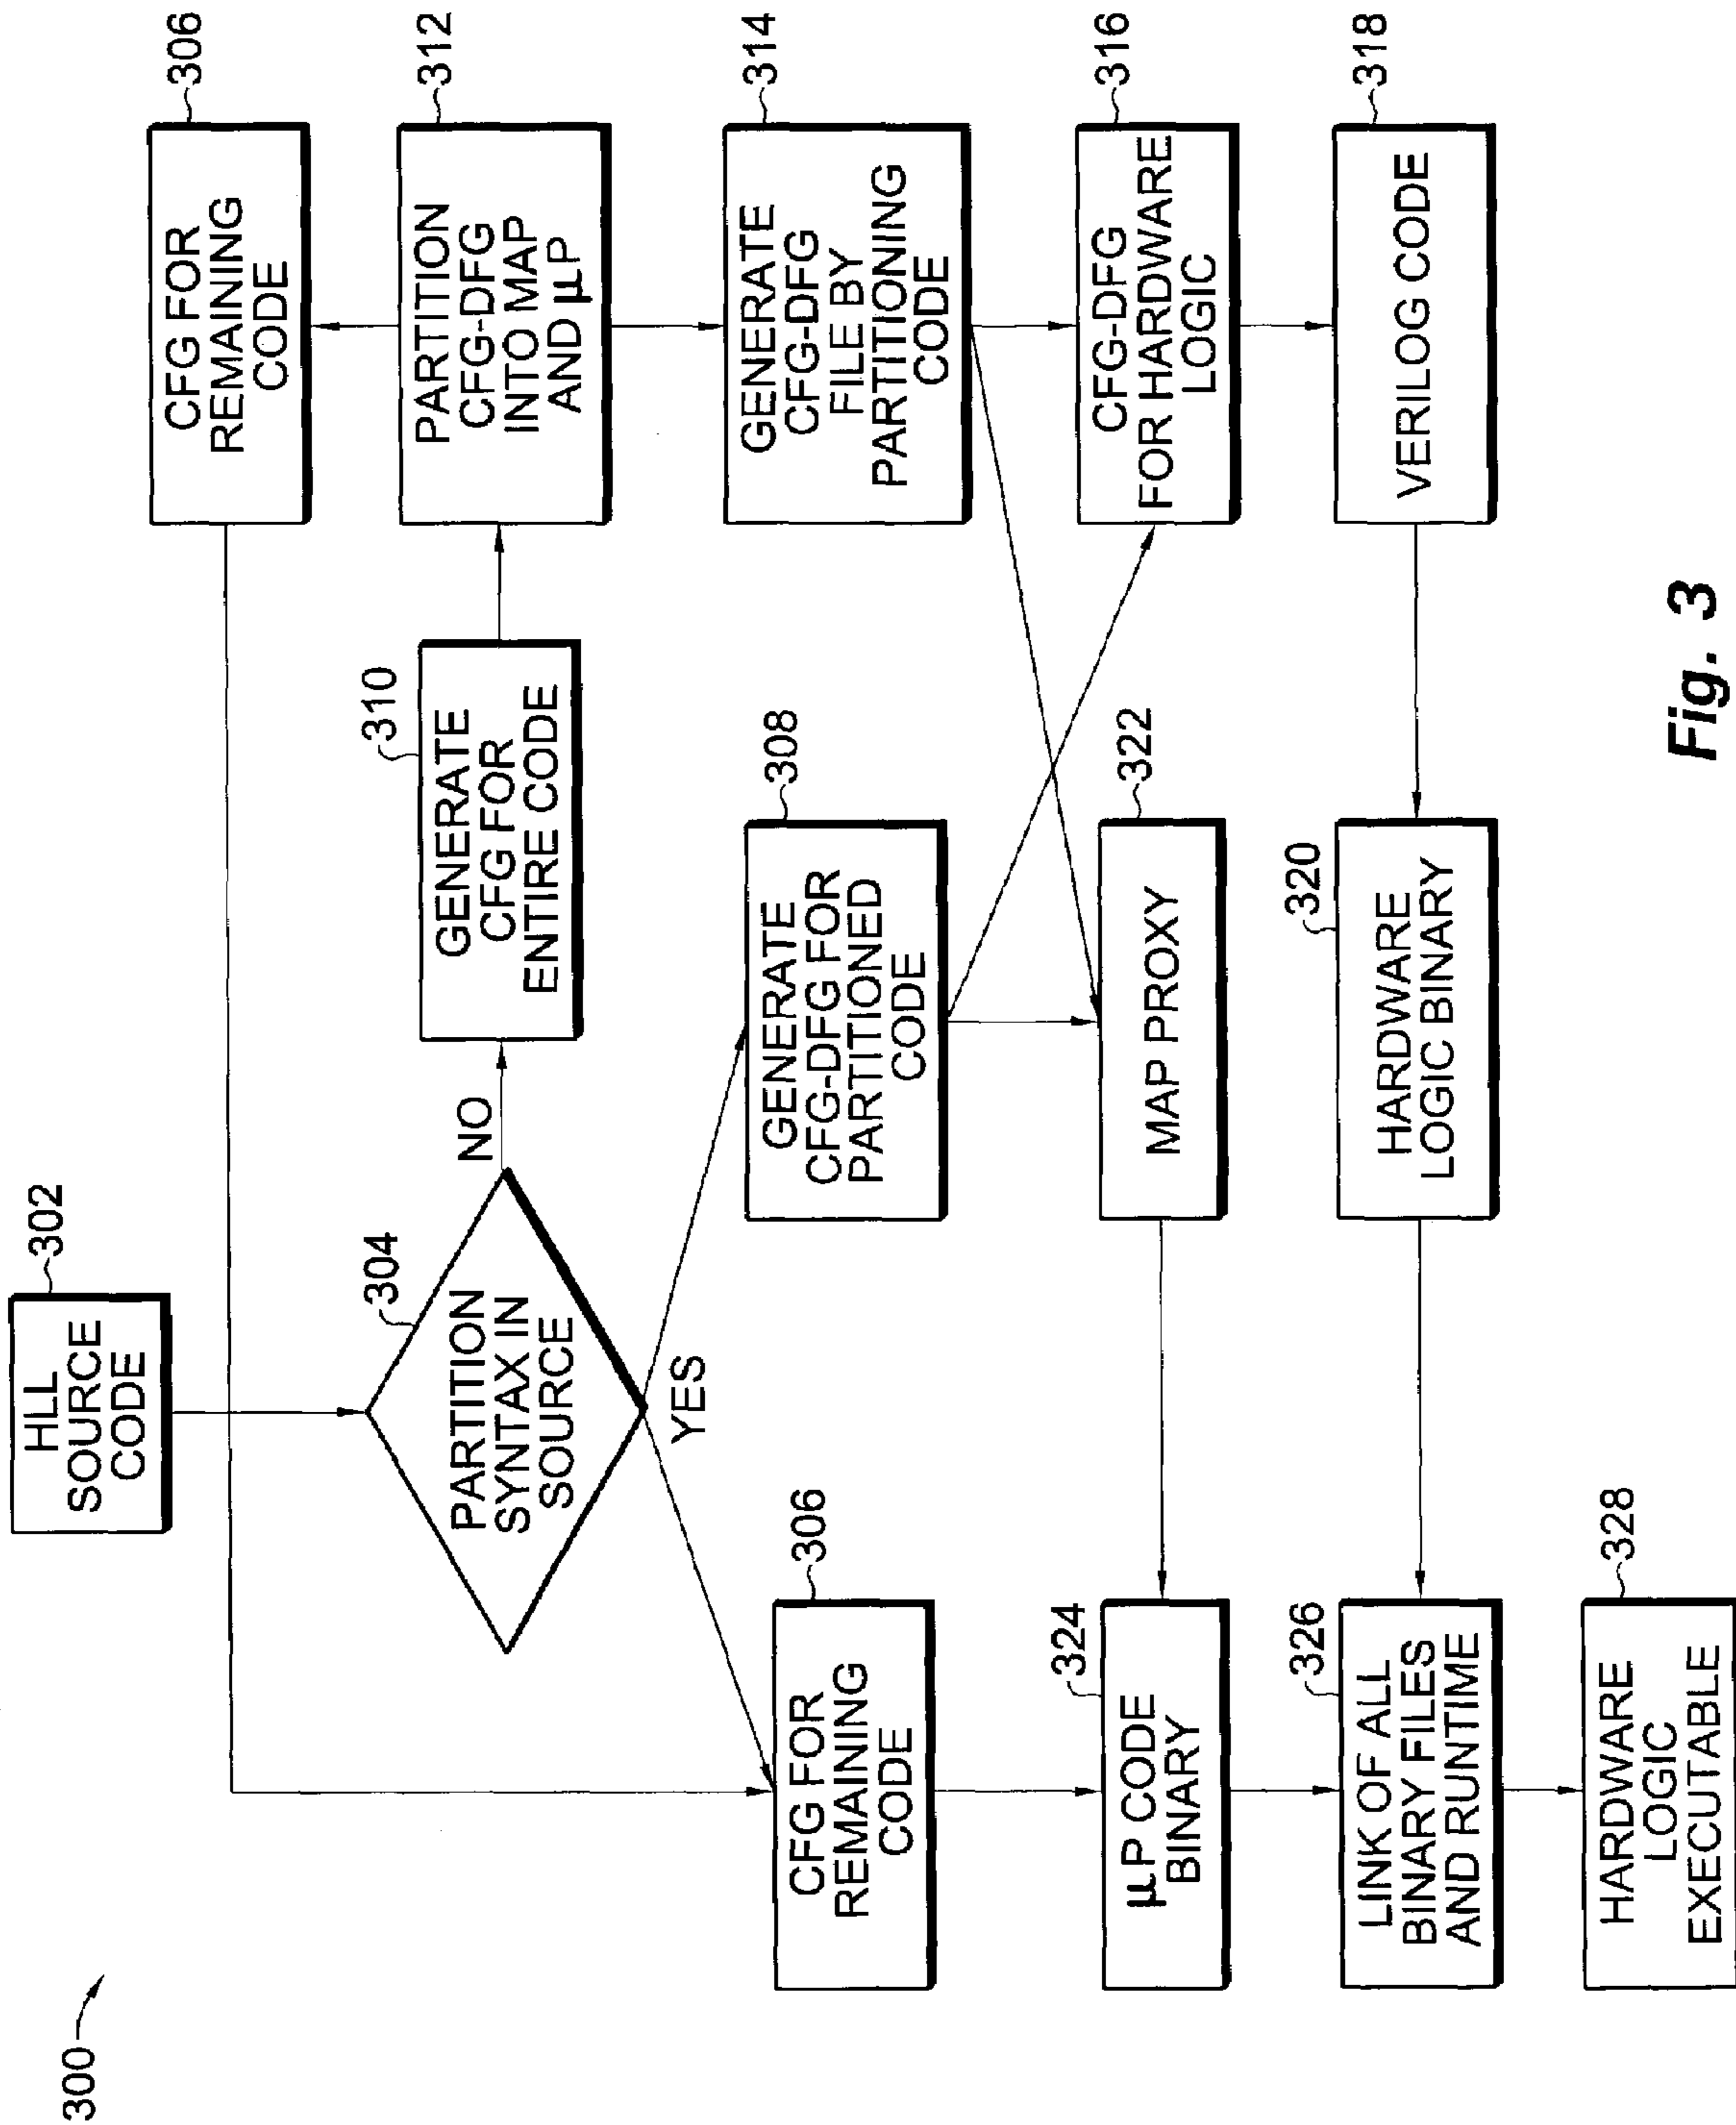 300
HLL
SOURCE
CODE
302
304
PARTITION
SYNTAX IN
SOURCE
NO
YES
310
GENERATE
CFG FOR
ENTIRE CODE
306
CFG FOR
REMAINING
CODE
312
PARTITION
CFG-DFG
INTO MAP
AND µP
314
GENERATE
CFG-DFG
FILE BY
PARTITIONING
CODE
306
CFG FOR
REMAINING
CODE
308
GENERATE
CFG-DFG FOR
PARTITIONED
CODE
316
CFG-DFG
FOR HARDWARE
LOGIC
324
µP CODE
BINARY
322
MAP PROXY
318
VERILOG CODE
326
LINK OF ALL
BINARY FILES
AND RUNTIME
320
HARDWARE
LOGIC BINARY
328
HARDWARE
LOGIC
EXECUTABLE
Fig. 3